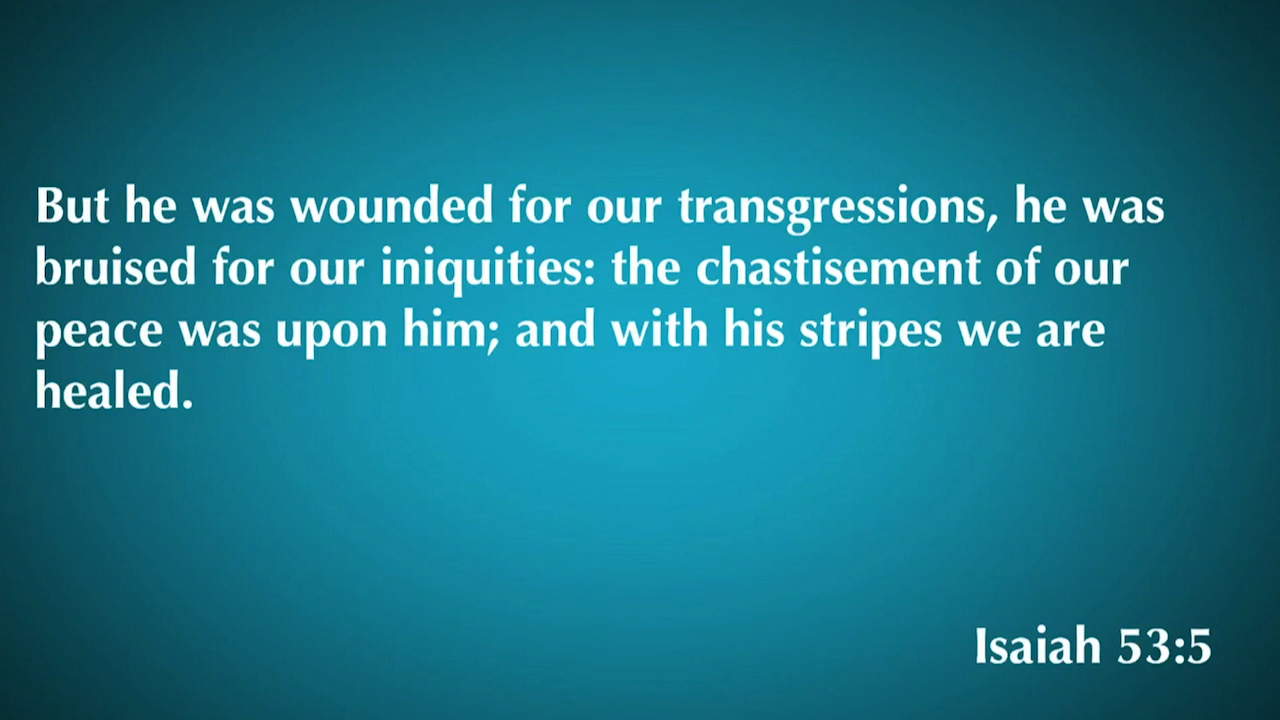 But he was wounded for our transgressions, he was
bruised for our iniquities: the chastisement of our
peace was upon him; and with his stripes we are
healed.
Isaiah 53:5